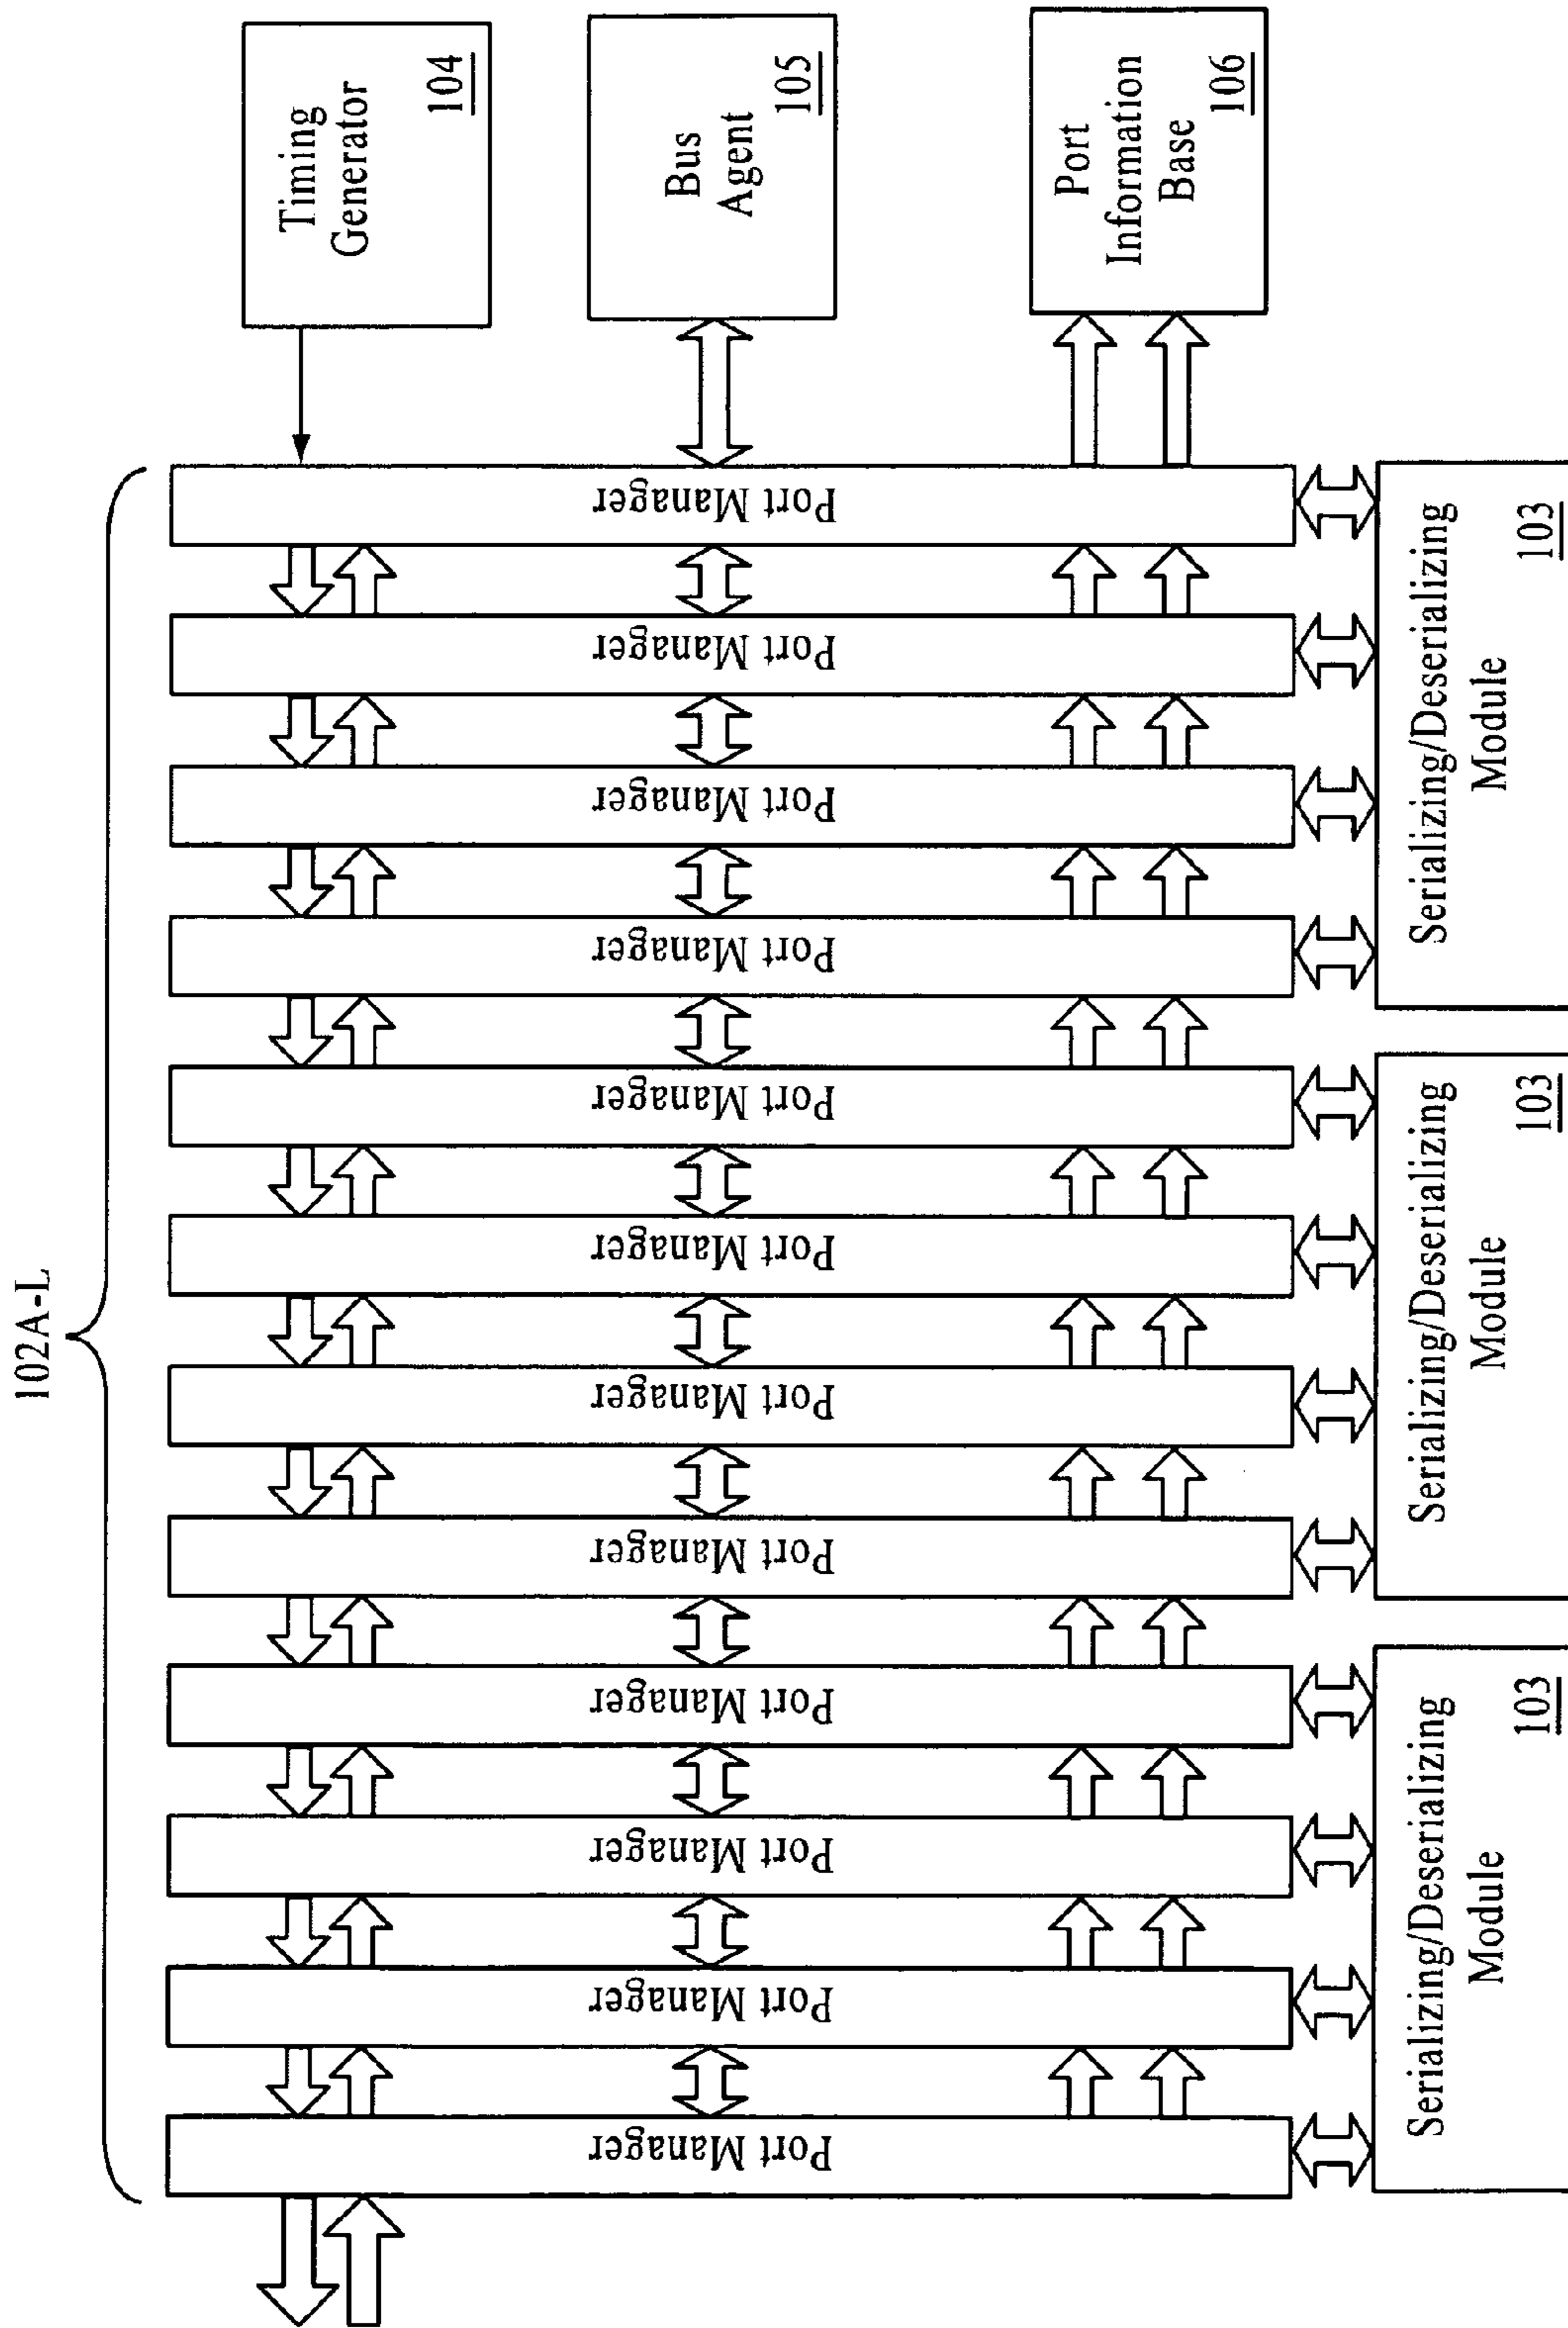 102A-L
Timing
Generator
104
Bus
Agent
105
Port
Information
Base
106
Port Manager
Port Manager
Port Manager
Port Manager
Port Manager
Port Manager
Port Manager
Port Manager
Port Manager
Port Manager
Port Manager
Port Manager
Serializing/Deserializing
Module
103
Serializing/Deserializing
Module
103
Serializing/Deserializing
Module
103